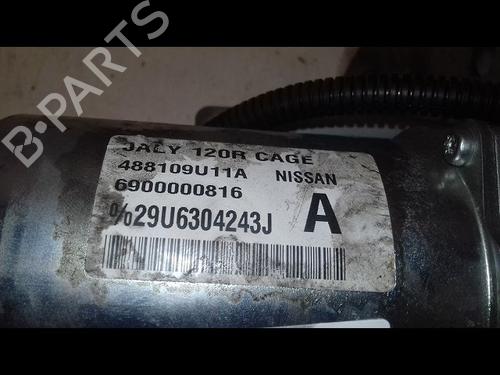 B-PARTS
JALY 120R CAGE
488109U11A NISSAN
6900000816
%29U6304243J A